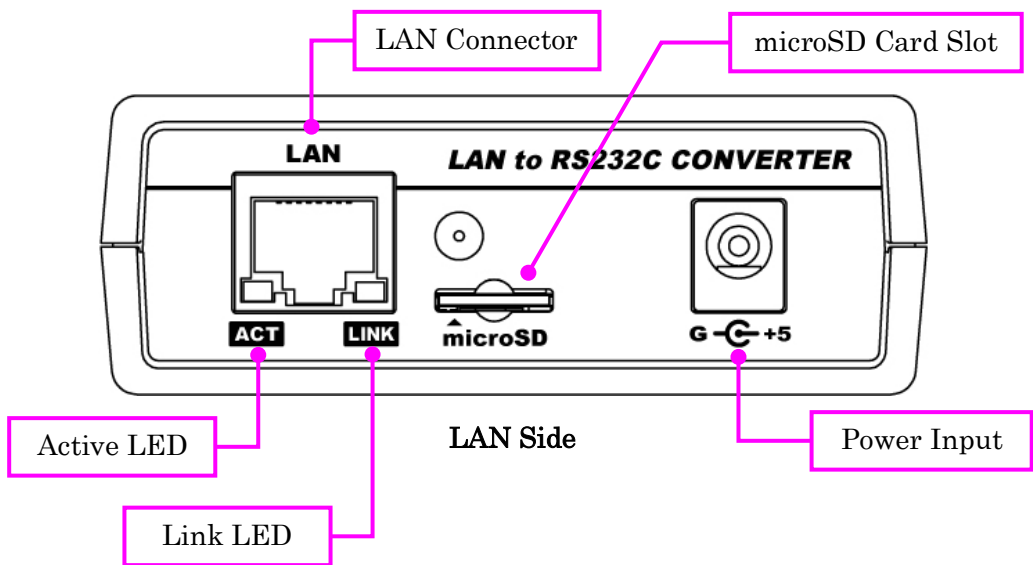 LAN Connector
microSD Card Slot
LAN
LAN to RS232C CONVERTER
ACT
LINK
microSD
G +5
Active LED
LAN Side
Power Input
Link LED